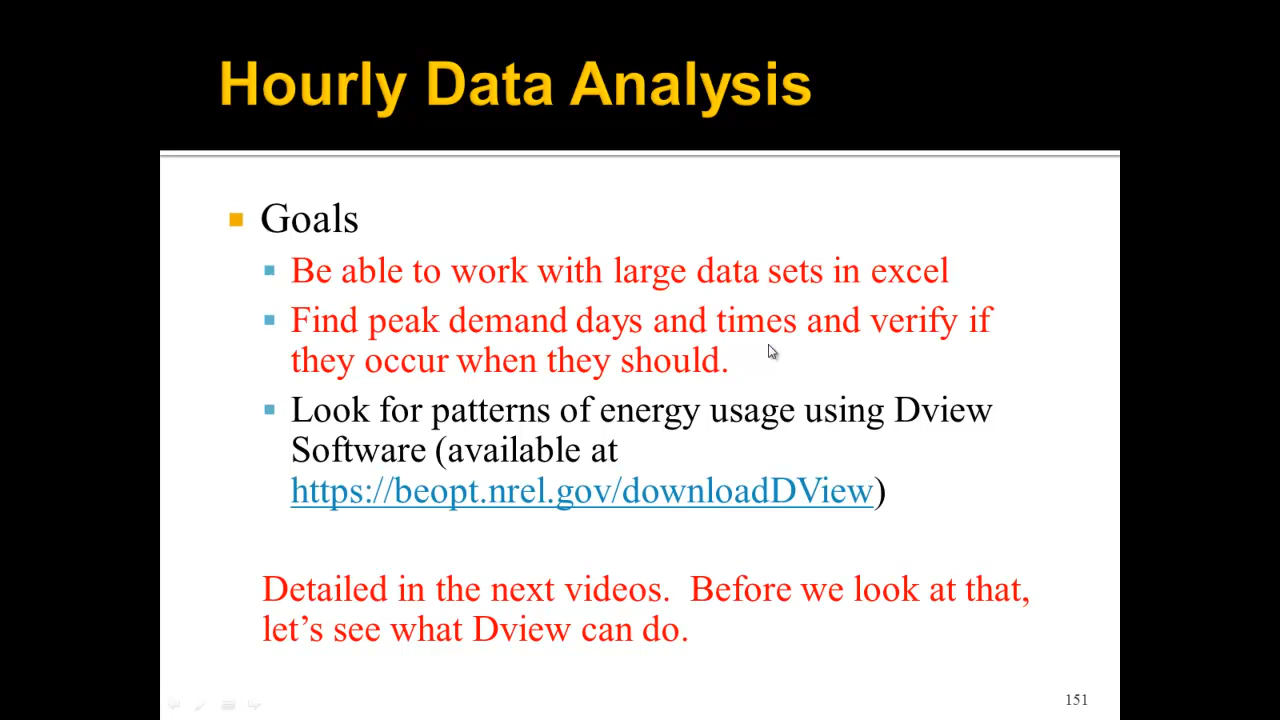 Hourly Data Analysis
Goals
Be able to work with large data sets in excel
Find peak demand days and times and verify if
they occur when they should.
Look for patterns of energy usage using Dview
Software (available at
https://beopt.nrel.gov/downloadDView)
Detailed in the next videos.  Before we look at that,
let’s see what Dview can do.
151